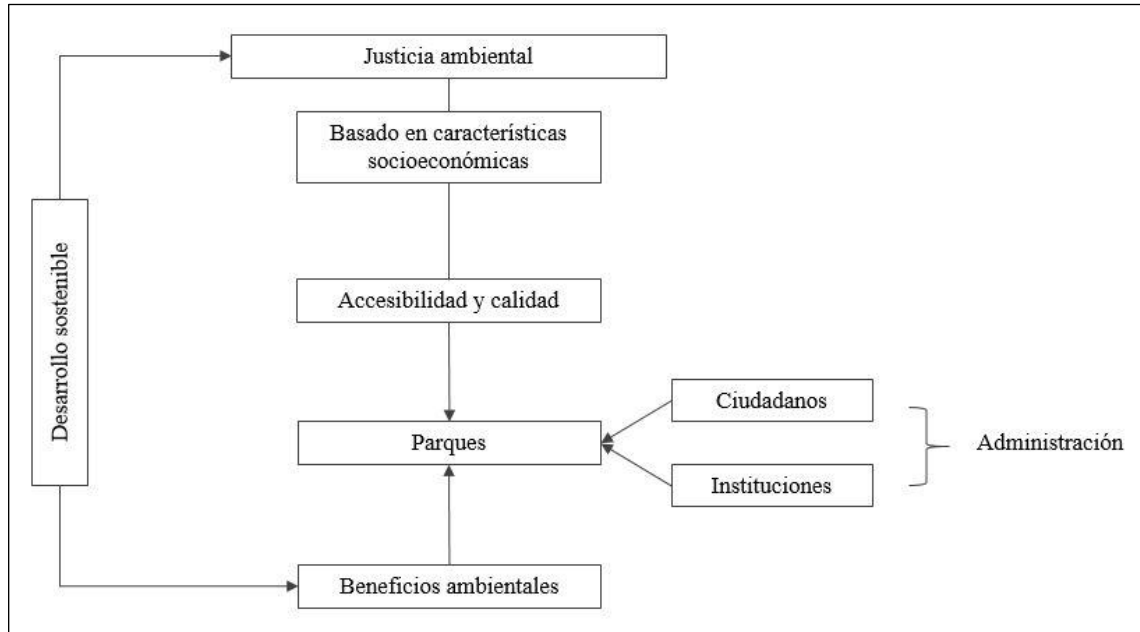 Justicia ambiental
Basado en características
socioeconómicas
Desarrollo sostenible
Accesibilidad y calidad
Ciudadanos
Parques
Administración
Instituciones
Beneficios ambientales